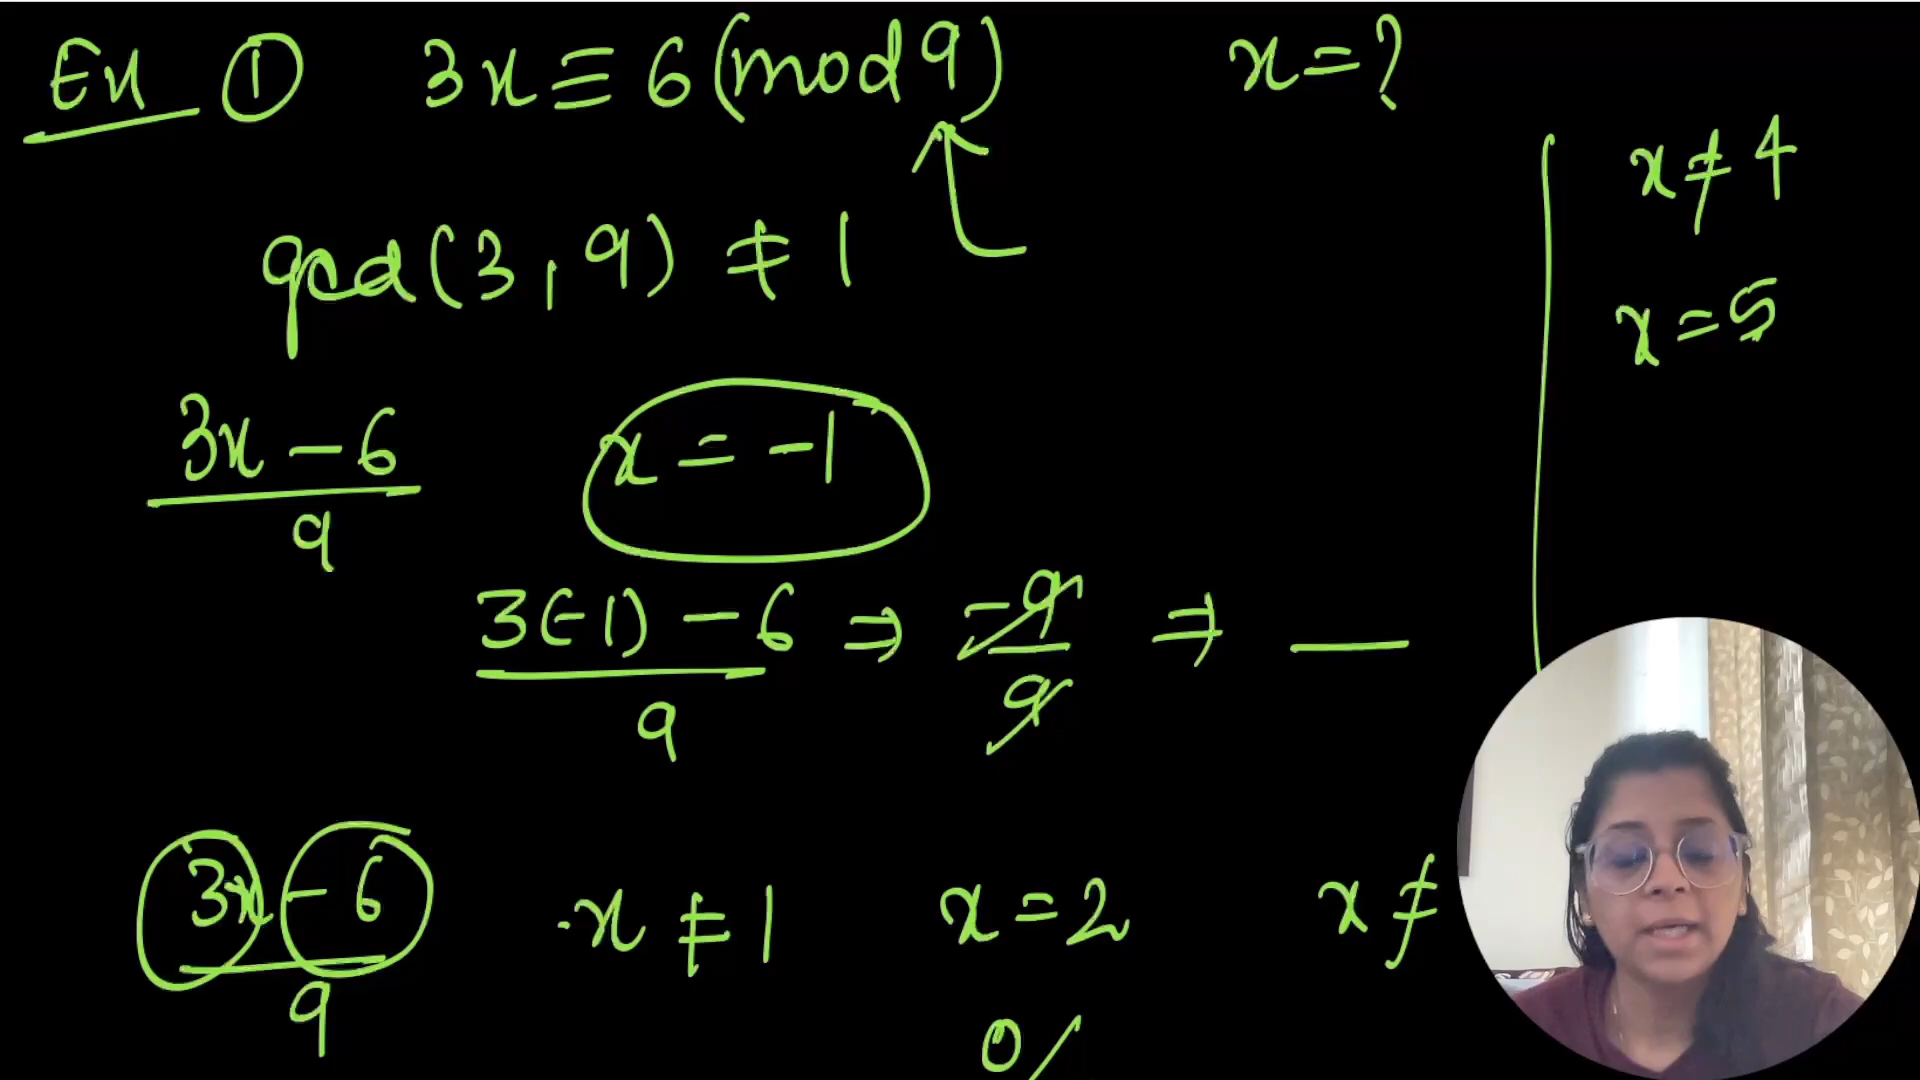 Ex ① 3x ≡ 6 (mod 9) x = ?
gcd(3, 9) ≠ 1
3x - 6 / 9
x = -1
3(-1) - 6 / 9 ⇒ -9 / 9 ⇒ __
3x - 6 / 9
x ≠ 1 x = 2 x ≠
0/
x ≠ 4
x = 5